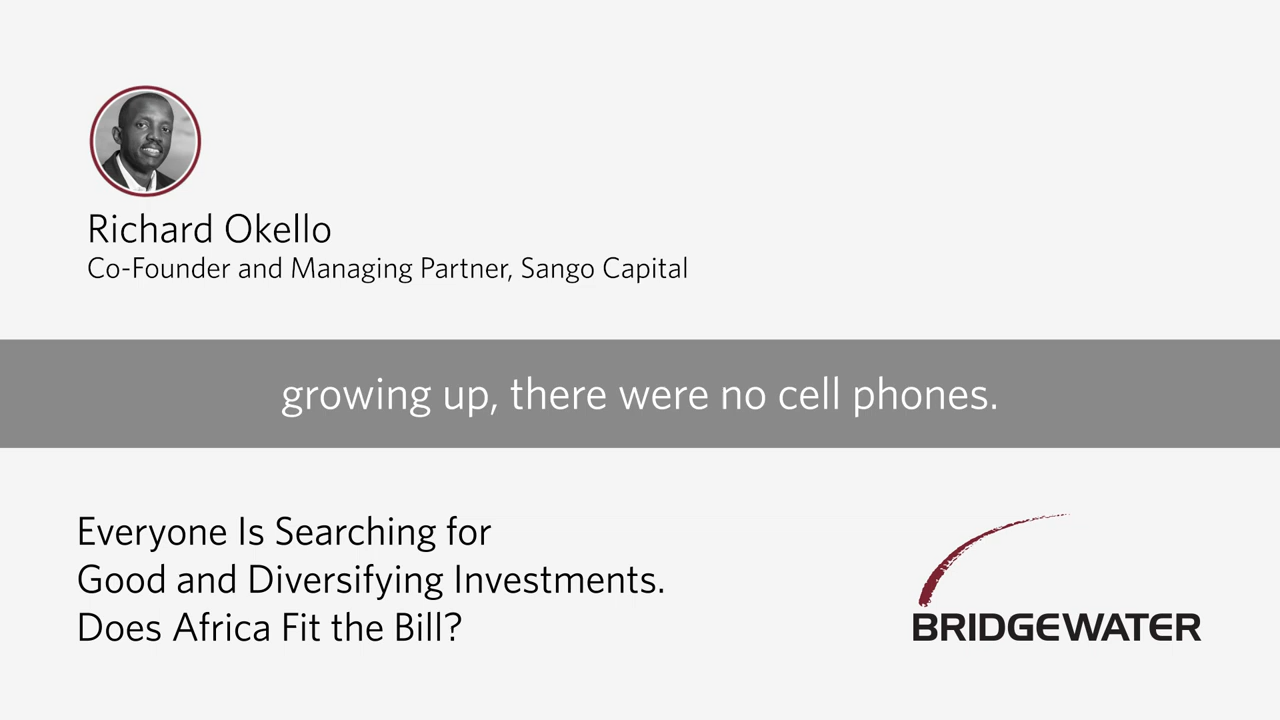 Richard Okello
Co-Founder and Managing Partner, Sango Capital
growing up, there were no cell phones.
Everyone Is Searching for
Good and Diversifying Investments.
Does Africa Fit the Bill?
BRIDGEWATER